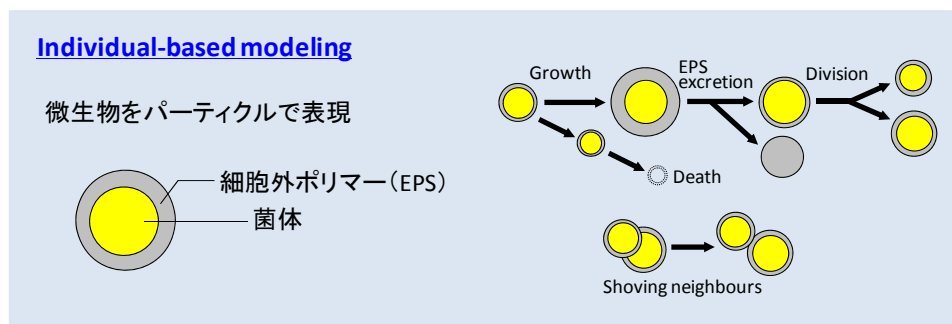 Individual-based modeling
微生物をパーティクルで表現
細胞外ポリマー(EPS)
菌体
Growth
EPS
excretion
Division
Death
Shoving neighbours